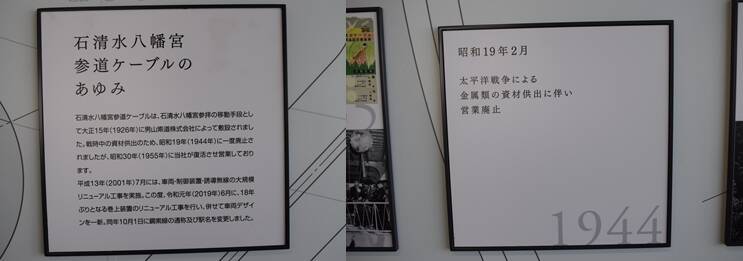 石清水八幡宮
参道ケーブルの
あゆみ
石清水八幡宮参道ケーブルは、石清水八幡宮参拝の移動手段とし
て大正15年(1926年)に男山索道株式会社によって敷設されまし
た。戦時中の資材供出のため、昭和19年(1944年)に一度廃止さ
れましたが、昭和30年(1955年)に当社が復活させ営業しており
ます。
平成13年(2001年)7月には、車両・制御装置・誘導無線の大規模
リニューアル工事を実施。この度、令和元年(2019年)6月に、18年
ぶりとなる巻上装置のリニューアル工事を行い、併せて車両デザイ
ンを一新。同年10月1日に鋼索線の通称及び駅名を変更しました。
昭和19年2月
太平洋戦争による
金属類の資材供出に伴い
営業廃止
1944